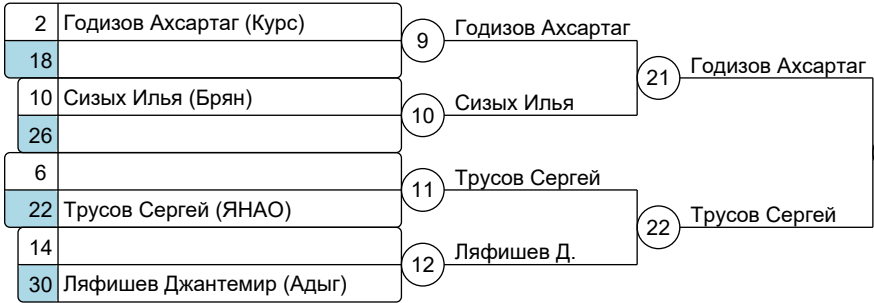 2 Годизов Ахсартаг (Курс)
18
9 Годизов Ахсартаг
10 Сизых Илья (Брян)
26
10 Сизых Илья
21 Годизов Ахсартаг
6
22 Трусов Сергей (ЯНАО)
11 Трусов Сергей
14
30 Ляфишев Джантемир (Адыг)
12 Ляфишев Д.
22 Трусов Сергей